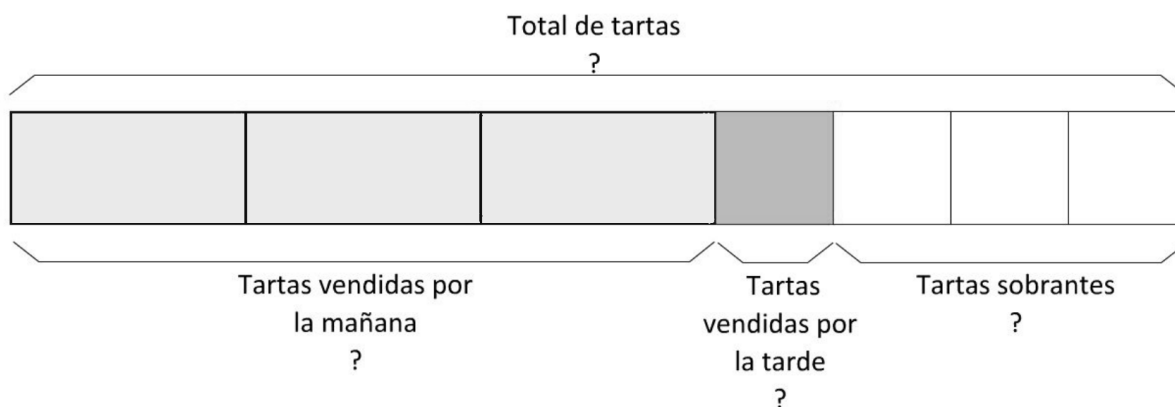 Total de tartas
?
Tartas vendidas por
la mañana
?
Tartas
vendidas por
la tarde
?
Tartas sobrantes
?